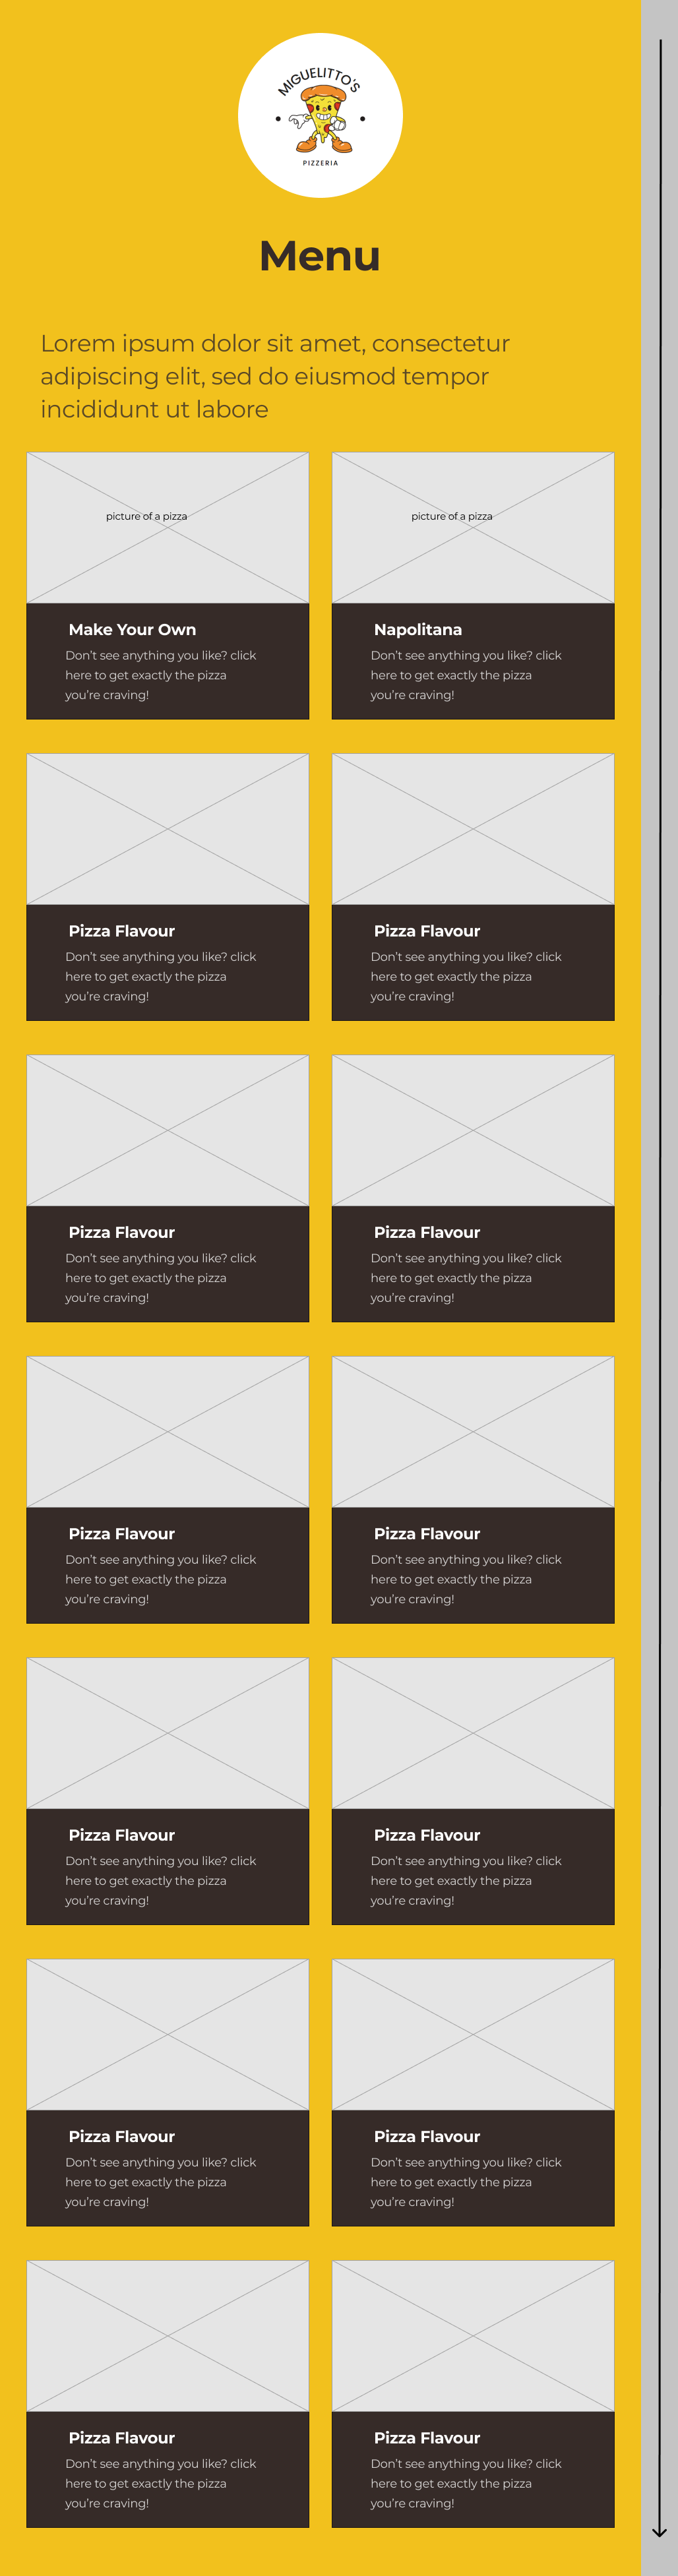 MIGUELITTO'S
PIZZERIA
Menu
Lorem ipsum dolor sit amet, consectetur
adipiscing elit, sed do eiusmod tempor
incididunt ut labore
picture of a pizza
Make Your Own
Don't see anything you like? click
here to get exactly the pizza
you're craving!
picture of a pizza
Napolitana
Don't see anything you like? click
here to get exactly the pizza
you're craving!
Pizza Flavour
Don't see anything you like? click
here to get exactly the pizza
you're craving!
Pizza Flavour
Don't see anything you like? click
here to get exactly the pizza
you're craving!
Pizza Flavour
Don't see anything you like? click
here to get exactly the pizza
you're craving!
Pizza Flavour
Don't see anything you like? click
here to get exactly the pizza
you're craving!
Pizza Flavour
Don't see anything you like? click
here to get exactly the pizza
you're craving!
Pizza Flavour
Don't see anything you like? click
here to get exactly the pizza
you're craving!
Pizza Flavour
Don't see anything you like? click
here to get exactly the pizza
you're craving!
Pizza Flavour
Don't see anything you like? click
here to get exactly the pizza
you're craving!
Pizza Flavour
Don't see anything you like? click
here to get exactly the pizza
you're craving!
Pizza Flavour
Don't see anything you like? click
here to get exactly the pizza
you're craving!
Pizza Flavour
Don't see anything you like? click
here to get exactly the pizza
you're craving!
Pizza Flavour
Don't see anything you like? click
here to get exactly the pizza
you're craving!